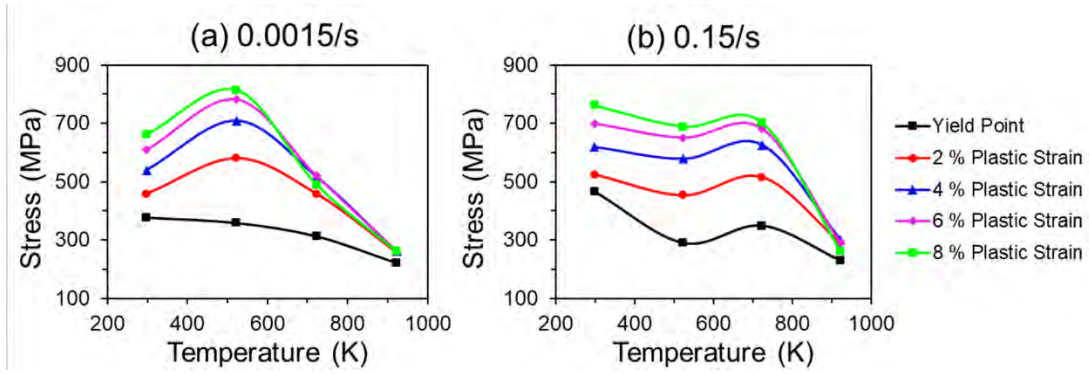 (a) 0.0015/s
900
700
500
300
100
200 400 600 800 1000
Stress (MPa)
Temperature (K)
(b) 0.15/s
900
700
500
300
100
200 400 600 800 1000
Stress (MPa)
Temperature (K)
Yield Point
2 % Plastic Strain
4 % Plastic Strain
6 % Plastic Strain
8 % Plastic Strain